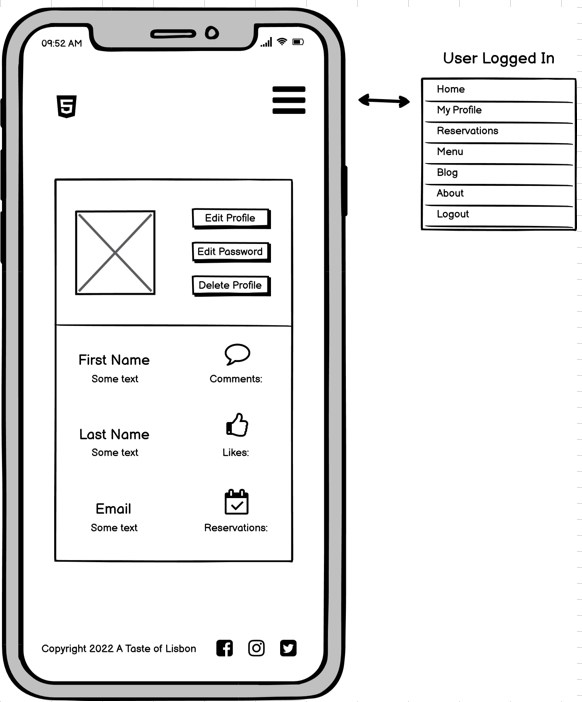 09:52 AM
5
User Logged In
Home
My Profile
Reservations
Menu
Blog
About
Logout
Edit Profile
Edit Password
Delete Profile
First Name
Some text
Comments:
Last Name
Some text
Likes:
Email
Some text
Reservations:
Copyright 2022 A Taste of Lisbon